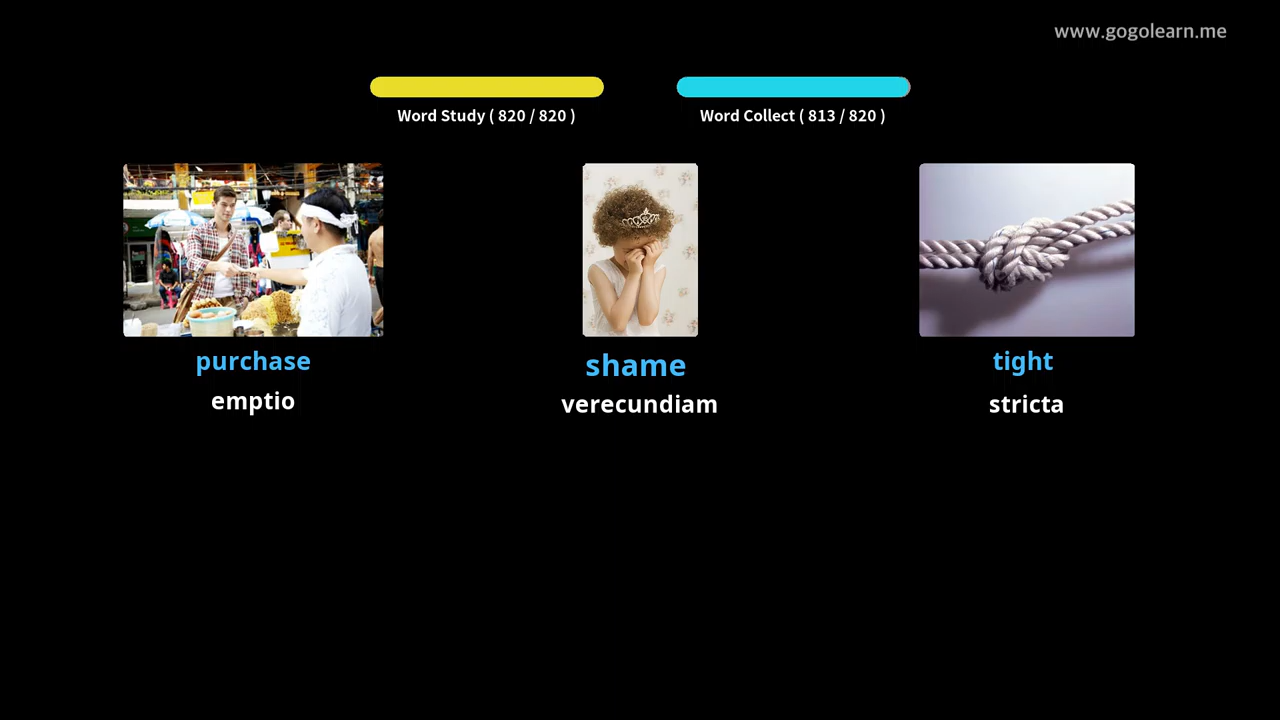 www.gogolearn.me
Word Study ( 820 / 820 )
Word Collect ( 813 / 820 )
purchase
emptio
shame
verecundiam
tight
stricta